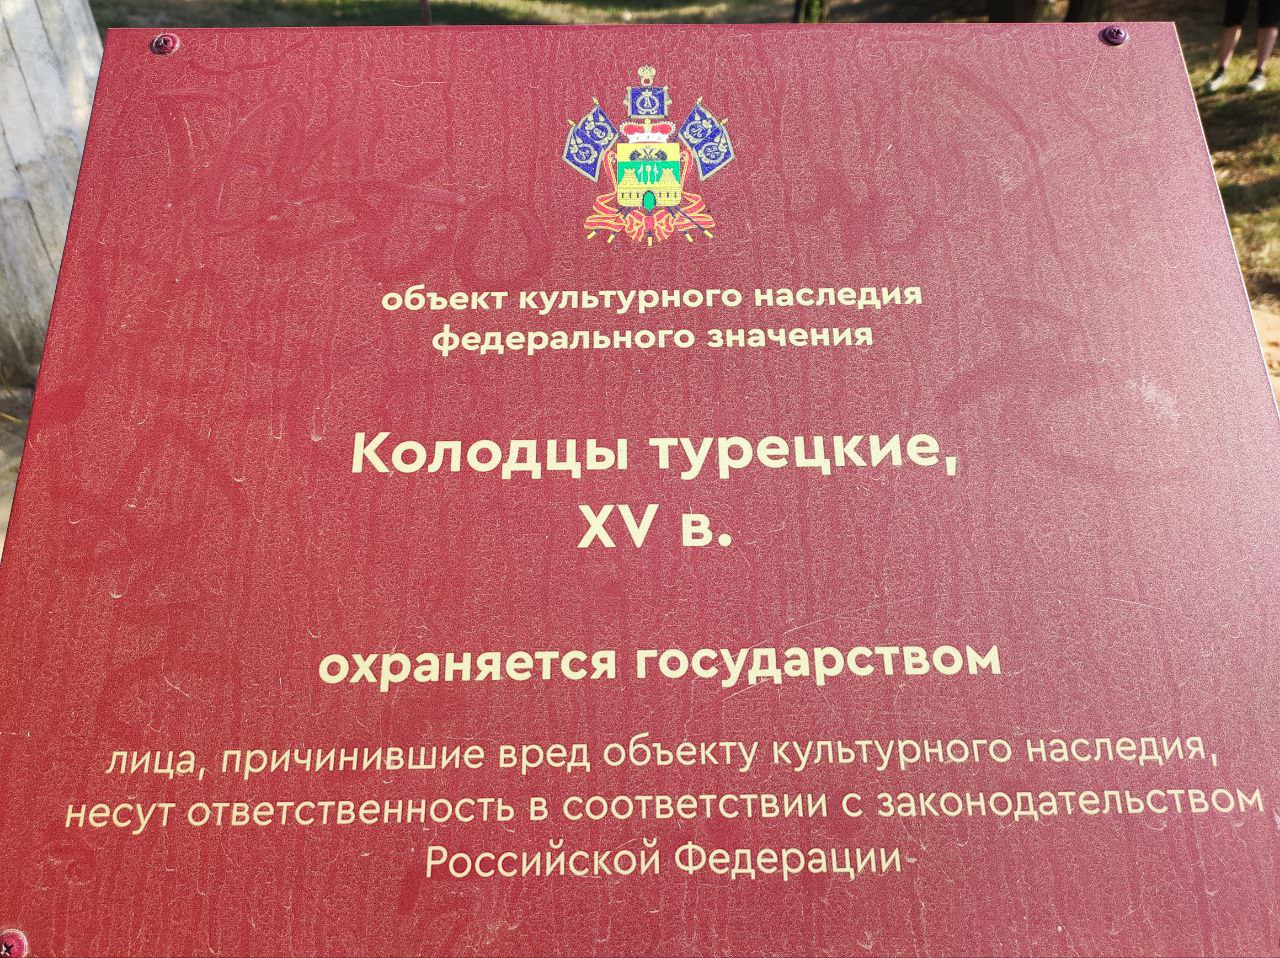 объект культурного наследия
федерального значения
Колодцы турецкие,
XV в.
охраняется государством
лица, причинившие вред объекту культурного наследия,
несут ответственность в соответствии с законодательством
Российской Федерации